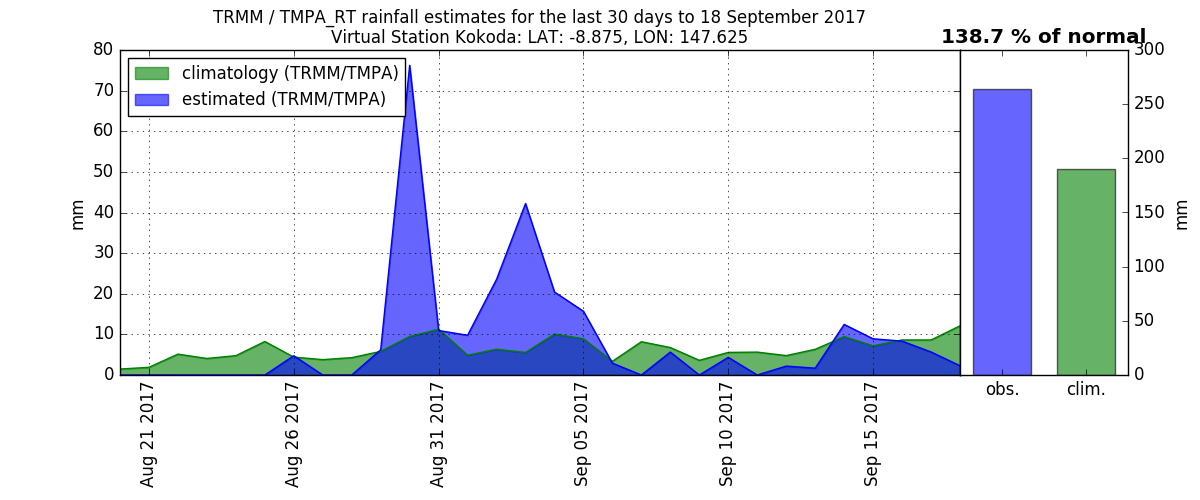 TRMM / TMPA_RT rainfall estimates for the last 30 days to 18 September 2017
Virtual Station Kokoda: LAT: -8.875, LON: 147.625
138.7 % of normal
climatology (TRMM/TMPA)
estimated (TRMM/TMPA)
80
70
60
50
40
30
20
10
0
mm
Aug 21 2017
Aug 26 2017
Aug 31 2017
Sep 05 2017
Sep 10 2017
Sep 15 2017
300
250
200
150
100
50
0
mm
obs.
clim.